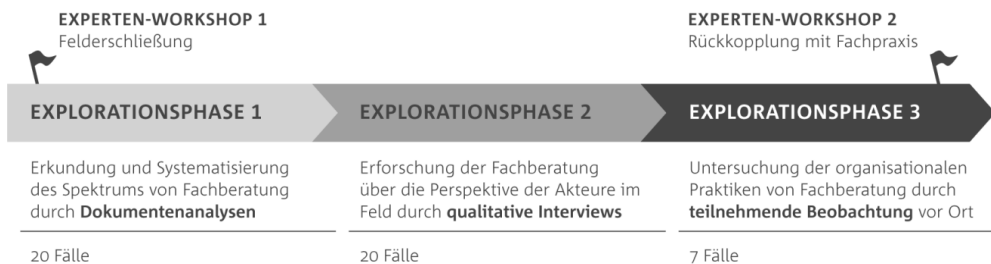 EXPERTEN-WORKSHOP 1
Felderschließung
EXPERTEN-WORKSHOP 2
Rückkopplung mit Fachpraxis
EXPLORATIONSPHASE 1
EXPLORATIONSPHASE 2
EXPLORATIONSPHASE 3
Erkundung und Systematisierung
des Spektrums von Fachberatung
durch Dokumentenanalysen
20 Fälle
Erforschung der Fachberatung
über die Perspektive der Akteure im
Feld durch qualitative Interviews
20 Fälle
Untersuchung der organisationalen
Praktiken von Fachberatung durch
teilnehmende Beobachtung vor Ort
7 Fälle